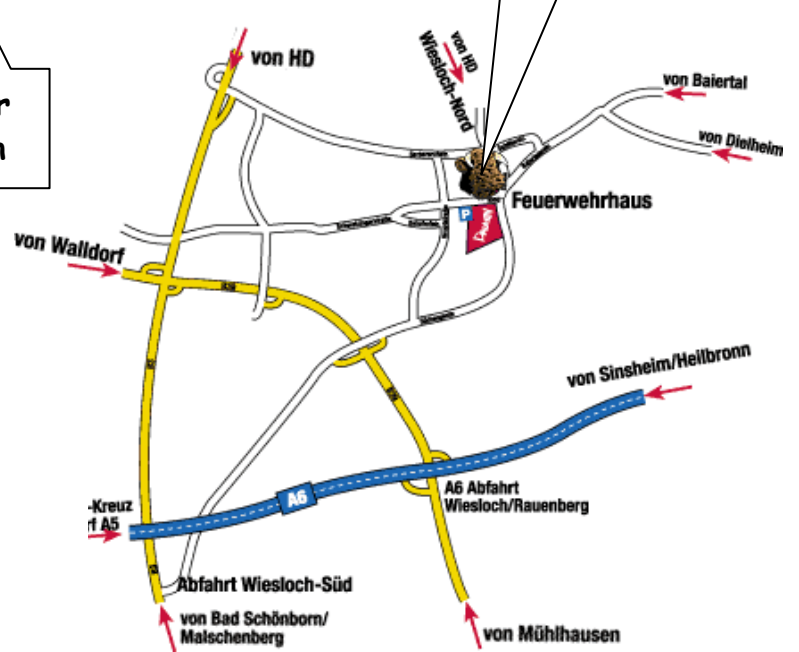 von HD
von HD
Wiesloch-Nord
von Baiertal
r
n
von Dielheim
Feuerwehrhaus
P
von Walldorf
von Sinsheim/Heilbronn
A6
A6 Abfahrt
Wiesloch/Rauenberg
-Kreuz
rf A5
Abfahrt Wiesloch-Süd
von Bad Schönborn/
Malschenberg
von Mühlhausen